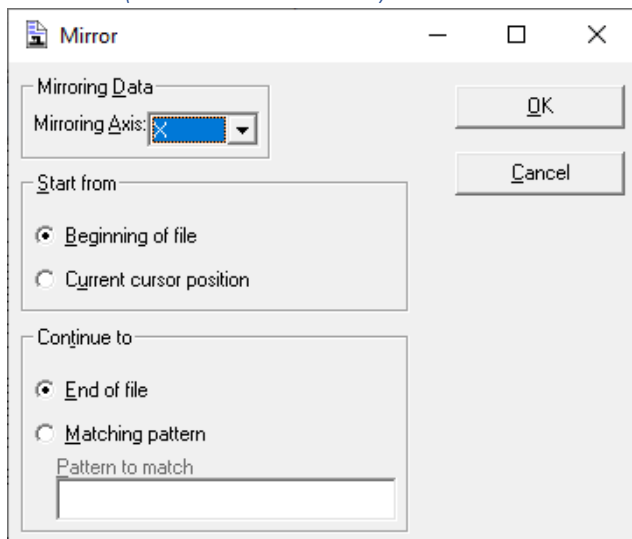 Mirror
Mirroring Data
Mirroring Axis: X
OK
Cancel
Start from
Beginning of file
Current cursor position
Continue to
End of file
Matching pattern
Pattern to match